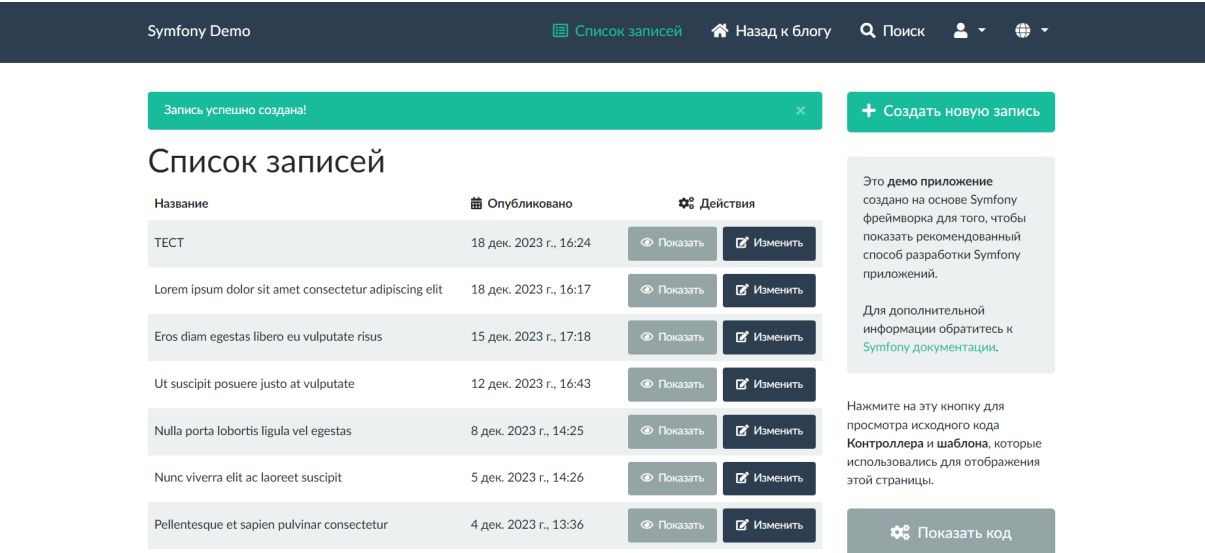 Symfony Demo
Список записей
Назад к блогу
Поиск
Запись успешно создана!
×
Список записей
Название Опубликовано Действия
ТЕСТ 18 дек. 2023 г., 16:24 Показать Изменить
Lorem ipsum dolor sit amet consectetur adipiscing elit 18 дек. 2023 г., 16:17 Показать Изменить
Eros diam egestas libero eu vulputate risus 15 дек. 2023 г., 17:18 Показать Изменить
Ut suscipit posuere justo at vulputate 12 дек. 2023 г., 16:43 Показать Изменить
Nulla porta lobortis ligula vel egestas 8 дек. 2023 г., 14:25 Показать Изменить
Nunc viverra elit ac laoreet suscipit 5 дек. 2023 г., 14:26 Показать Изменить
Pellentesque et sapien pulvinar consectetur 4 дек. 2023 г., 13:36 Показать Изменить
Создать новую запись
Это демо приложение
создано на основе Symfony
фреймворка для того, чтобы
показать рекомендованный
способ разработки Symfony
приложений.
Для дополнительной
информации обратитесь к
Symfony документации.
Нажмите на эту кнопку для
просмотра исходного кода
Контроллера и шаблона, которые
использовались для отображения
этой страницы.
Показать код